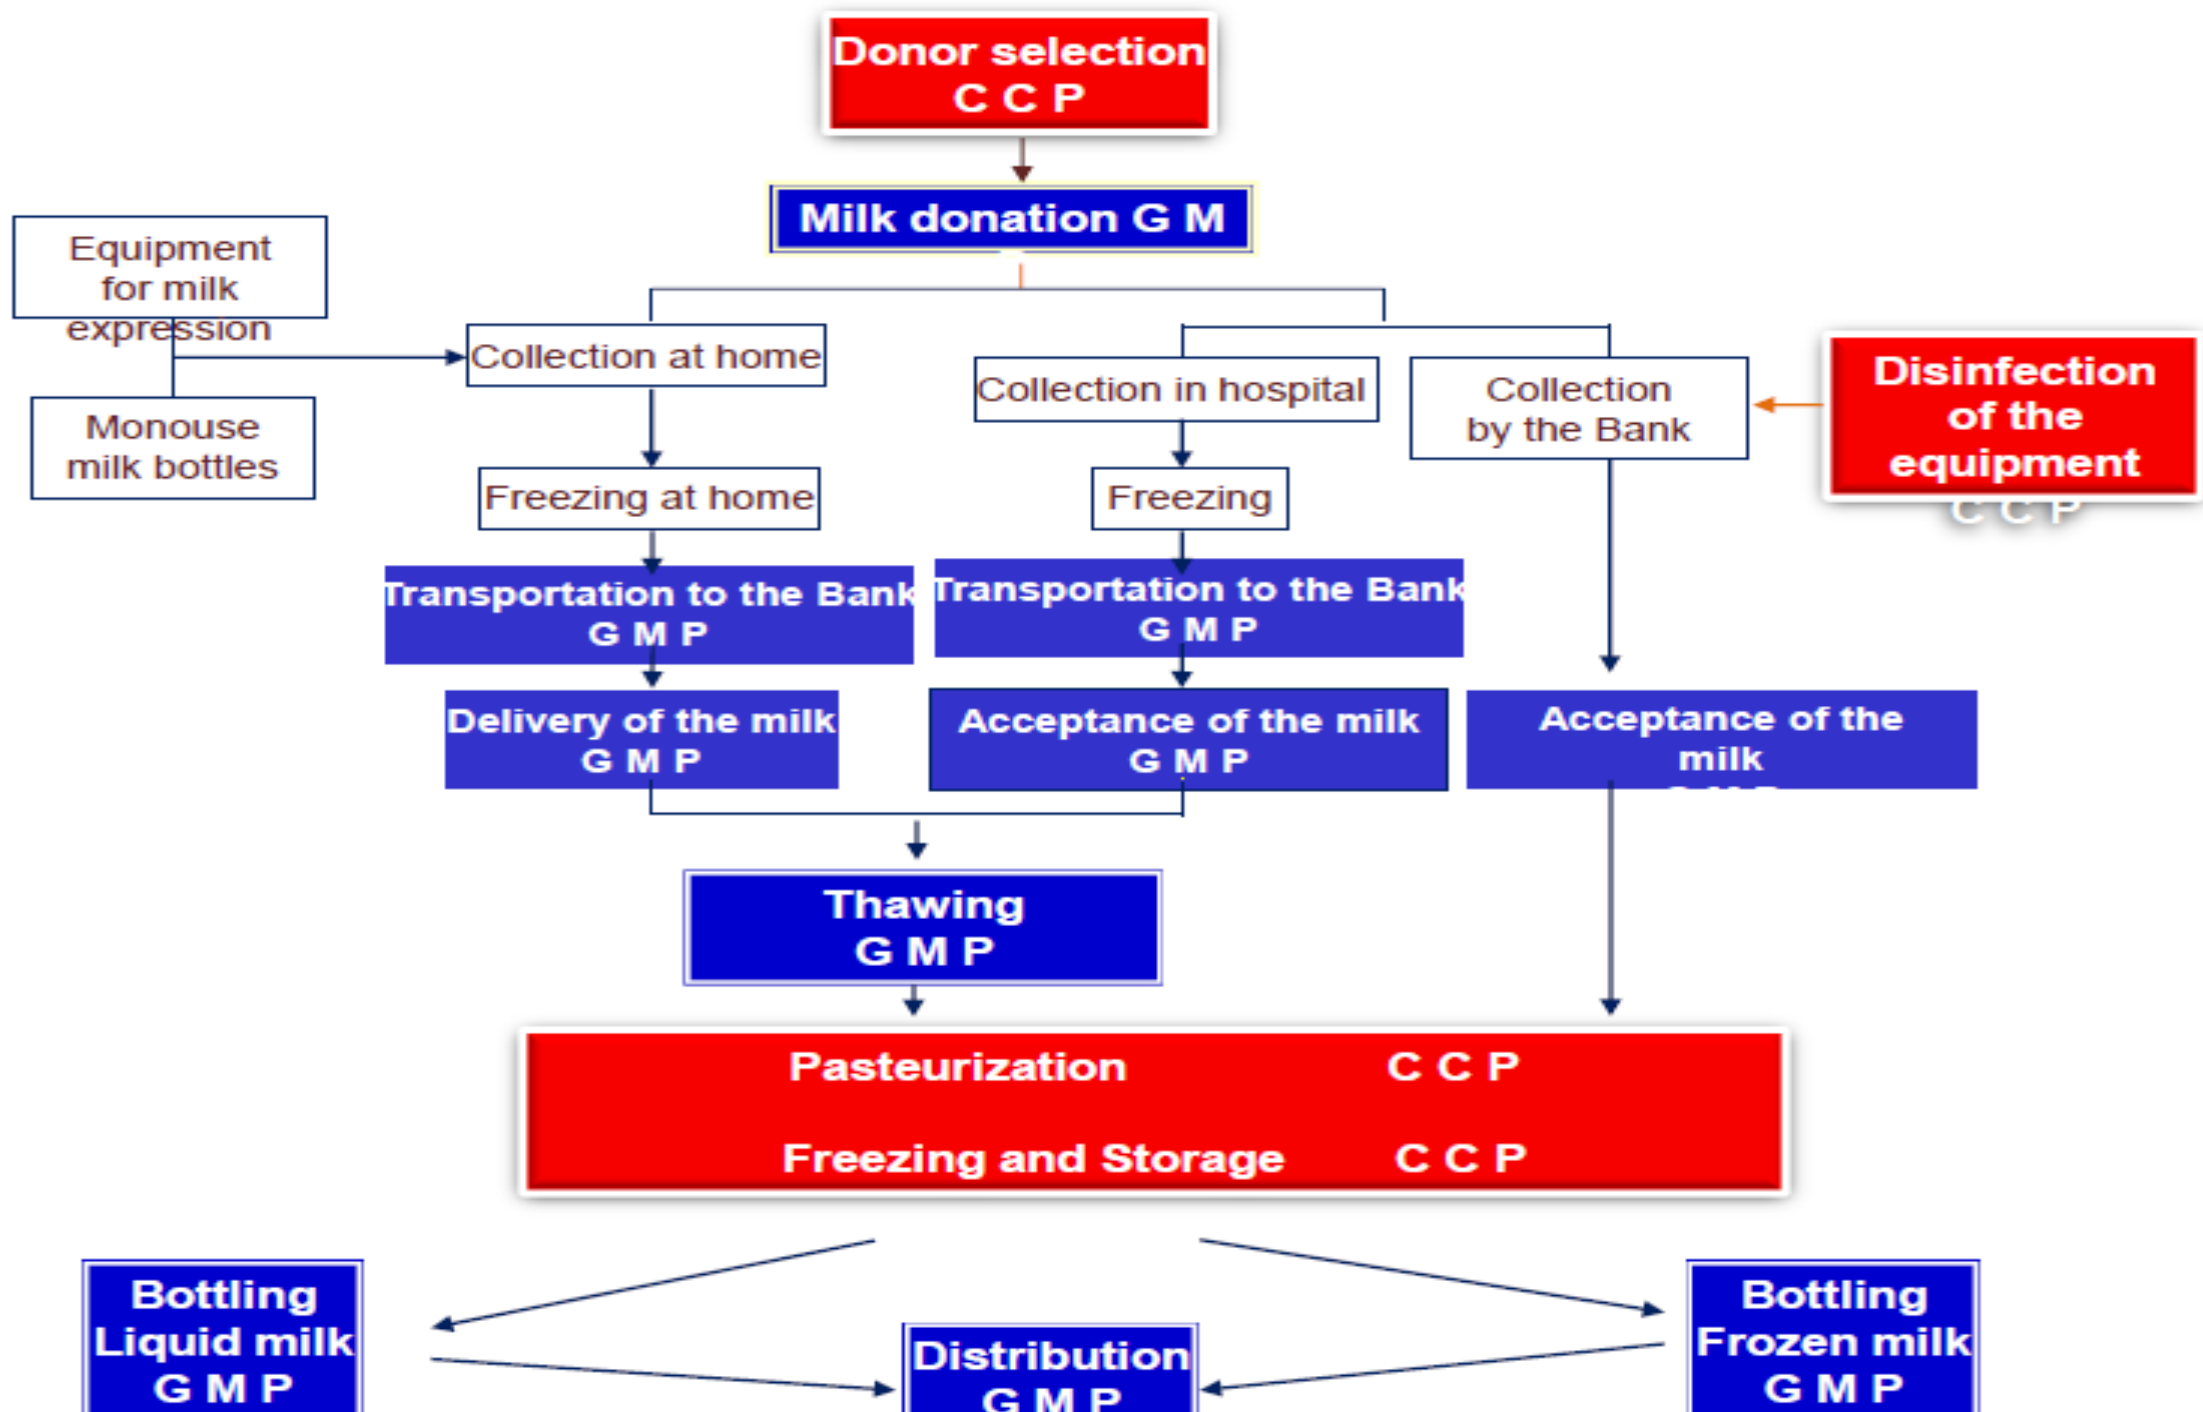 Donor selection
C C P
Milk donation G M
Equipment
for milk
expression
Monouse
milk bottles
Collection at home
Collection in hospital
Collection
by the Bank
Disinfection
of the
equipment
C C P
Freezing at home
Freezing
Transportation to the Bank
G M P
Transportation to the Bank
G M P
Delivery of the milk
G M P
Acceptance of the milk
G M P
Acceptance of the
milk
Thawing
G M P
Pasteurization C C P
Freezing and Storage C C P
Bottling
Liquid milk
G M P
Distribution
G M P
Bottling
Frozen milk
G M P